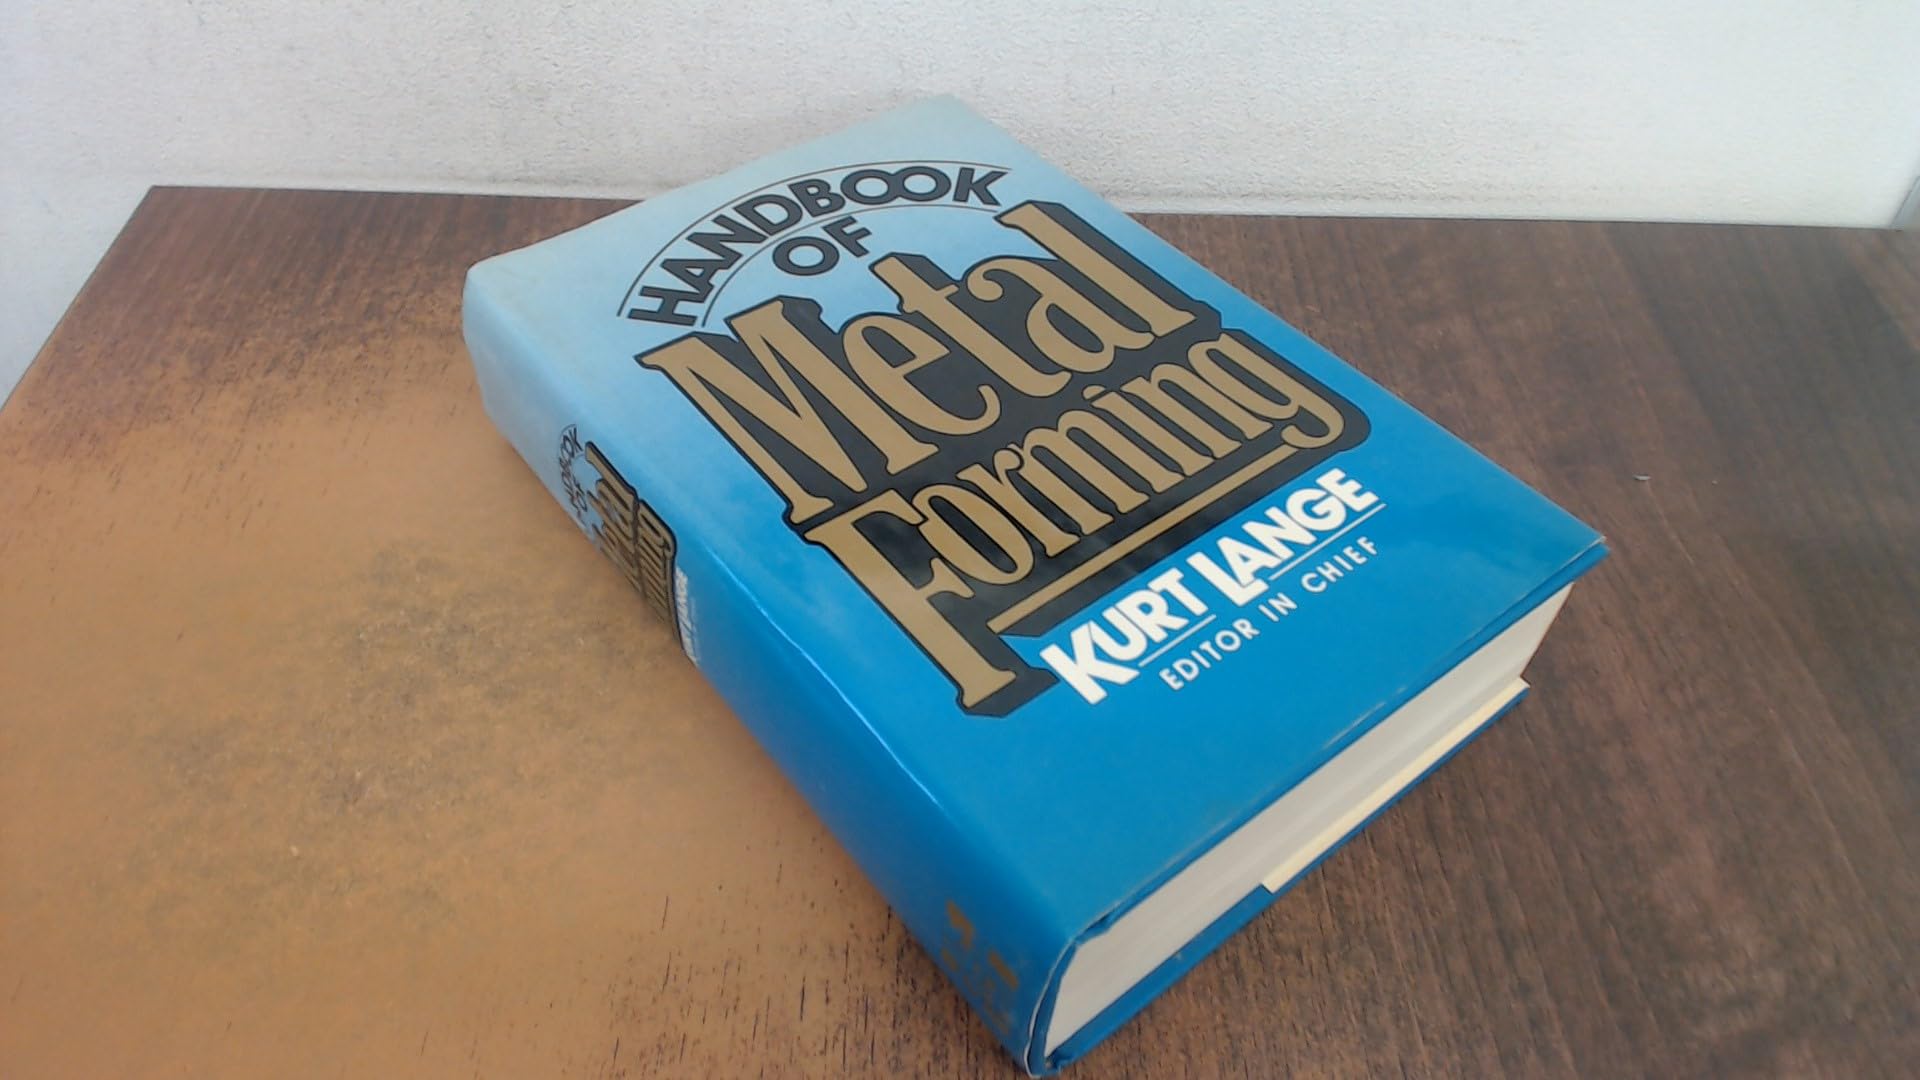 HANDBOOK
OF
Metal
Forming
KURT LANGE
EDITOR IN CHIEF